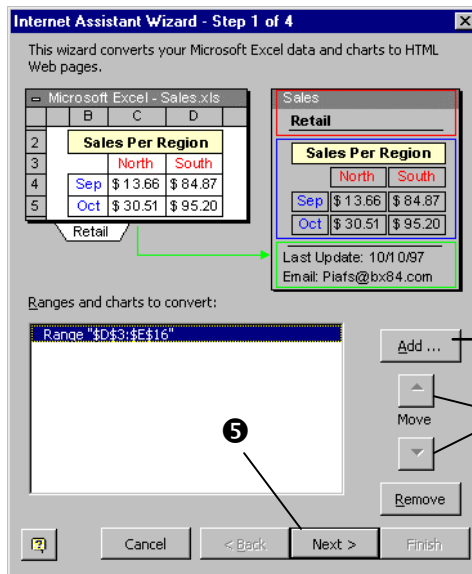 Internet Assistant Wizard - Step 1 of 4
This wizard converts your Microsoft Excel data and charts to HTML
Web pages.
Microsoft Excel - Sales.xls
B C D
2 Sales Per Region
3 North South
4 Sep $13.66 $84.87
5 Oct $30.51 $95.20
Retail
Sales
Retail
Sales Per Region
North South
Sep $13.66 $84.87
Oct $30.51 $95.20
Last Update: 10/10/97
Email: Piafs@bx84.com
Ranges and charts to convert:
Range "$D$3:$E$16"
Add ...
Move
Remove
❺
Cancel
< Back
Next >
Finish